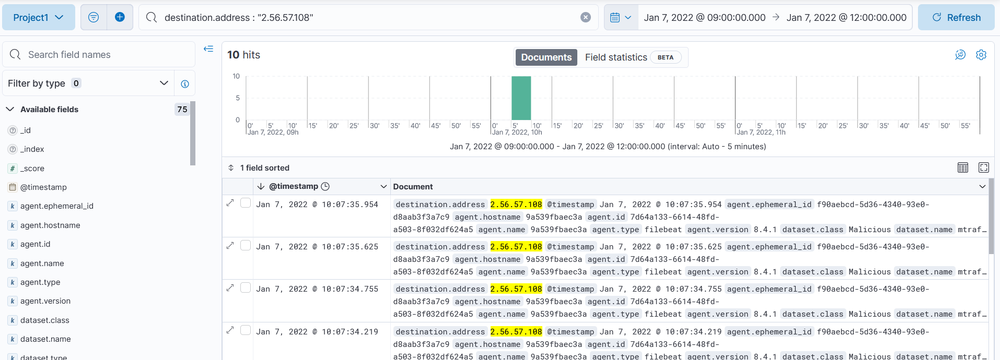 Project1
destination.address : "2.56.57.108"
Jan 7, 2022 @ 09:00:00.000 → Jan 7, 2022 @ 12:00:00.000
Refresh
Search field names
Filter by type 0
Available fields 75
_id
_index
_score
@timestamp
agent.ephemeral_id
agent.hostname
agent.id
agent.name
agent.type
agent.version
dataset.class
dataset.name
dataset.type
10 hits
Documents Field statistics BETA
10
5
0
0' 5' 10' 15' 20' 25' 30' 35' 40' 45' 50' 55' 0' 5' 10' 15' 20' 25' 30' 35' 40' 45' 50' 55' 0' 5' 10' 15' 20' 25' 30' 35' 40' 45' 50' 55'
Jan 7, 2022, 09h Jan 7, 2022, 10h Jan 7, 2022, 11h
Jan 7, 2022 @ 09:00:00.000 - Jan 7, 2022 @ 12:00:00.000 (interval: Auto - 5 minutes)
1 field sorted
@timestamp Document
Jan 7, 2022 @ 10:07:35.954 destination.address 2.56.57.108 @timestamp Jan 7, 2022 @ 10:07:35.954 agent.ephemeral_id f90aebcd-5d36-4340-93e0-
d8aab3f3a7c9 agent.hostname 9a539fbaec3a agent.id 7d64a133-6614-48fd-
a503-8f032df624a5 agent.name 9a539fbaec3a agent.type filebeat agent.version 8.4.1 dataset.class Malicious dataset.name mtraf…
Jan 7, 2022 @ 10:07:35.625 destination.address 2.56.57.108 @timestamp Jan 7, 2022 @ 10:07:35.625 agent.ephemeral_id f90aebcd-5d36-4340-93e0-
d8aab3f3a7c9 agent.hostname 9a539fbaec3a agent.id 7d64a133-6614-48fd-
a503-8f032df624a5 agent.name 9a539fbaec3a agent.type filebeat agent.version 8.4.1 dataset.class Malicious dataset.name mtraf…
Jan 7, 2022 @ 10:07:34.755 destination.address 2.56.57.108 @timestamp Jan 7, 2022 @ 10:07:34.755 agent.ephemeral_id f90aebcd-5d36-4340-93e0-
d8aab3f3a7c9 agent.hostname 9a539fbaec3a agent.id 7d64a133-6614-48fd-
a503-8f032df624a5 agent.name 9a539fbaec3a agent.type filebeat agent.version 8.4.1 dataset.class Malicious dataset.name mtraf…
Jan 7, 2022 @ 10:07:34.219 destination.address 2.56.57.108 @timestamp Jan 7, 2022 @ 10:07:34.219 agent.ephemeral_id f90aebcd-5d36-4340-93e0-
d8aab3f3a7c9 agent.hostname 9a539fbaec3a agent.id 7d64a133-6614-48fd-
a503-8f032df624a5 agent.name 9a539fbaec3a agent.type filebeat agent.version 8.4.1 dataset.class Malicious dataset.name mtraf…